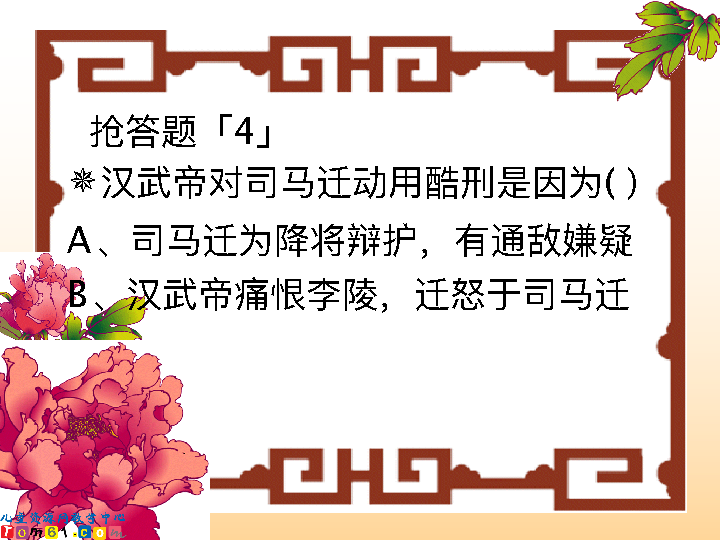 抢答题「4」
✵汉武帝对司马迁动用酷刑是因为( )
A、司马迁为降将辩护，有通敌嫌疑
B、汉武帝痛恨李陵，迁怒于司马迁